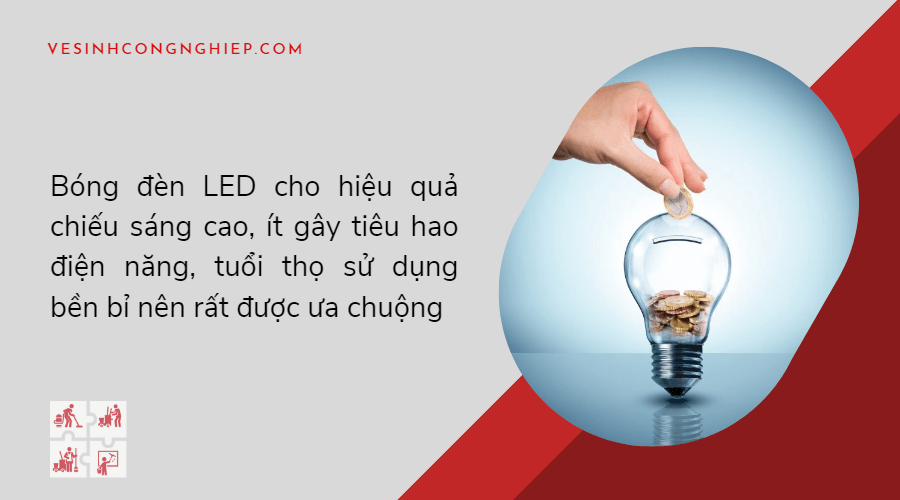 VESINHCONGNGHIEP.COM
Bóng đèn LED cho hiệu quả
chiếu sáng cao, ít gây tiêu hao
điện năng, tuổi thọ sử dụng
bền bỉ nên rất được ưa chuộng